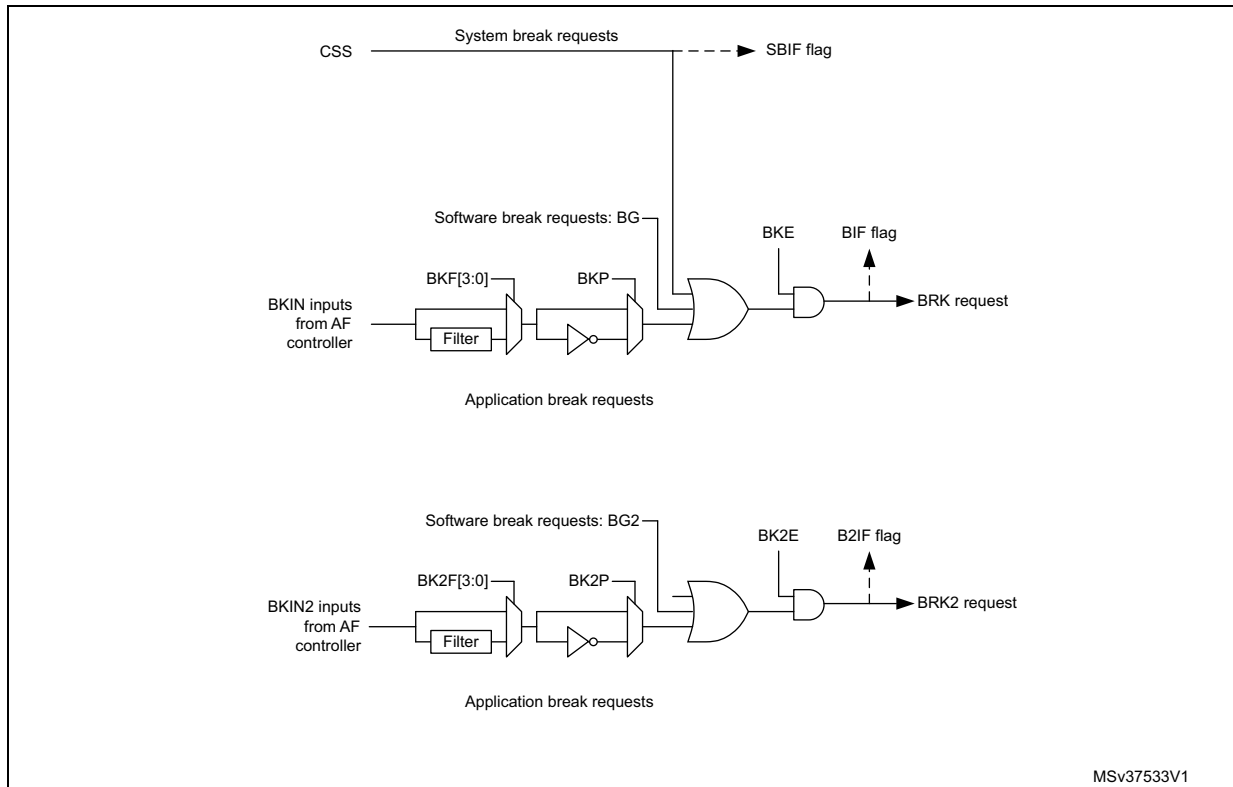 System break requests
CSS
SBIF flag
Software break requests: BG
BKE
BIF flag
BKF[3:0]
BKP
BKIN inputs
from AF
controller
Filter
BRK request
Application break requests
Software break requests: BG2
BK2E
B2IF flag
BK2F[3:0]
BK2P
BKIN2 inputs
from AF
controller
Filter
BRK2 request
Application break requests
MSv37533V1